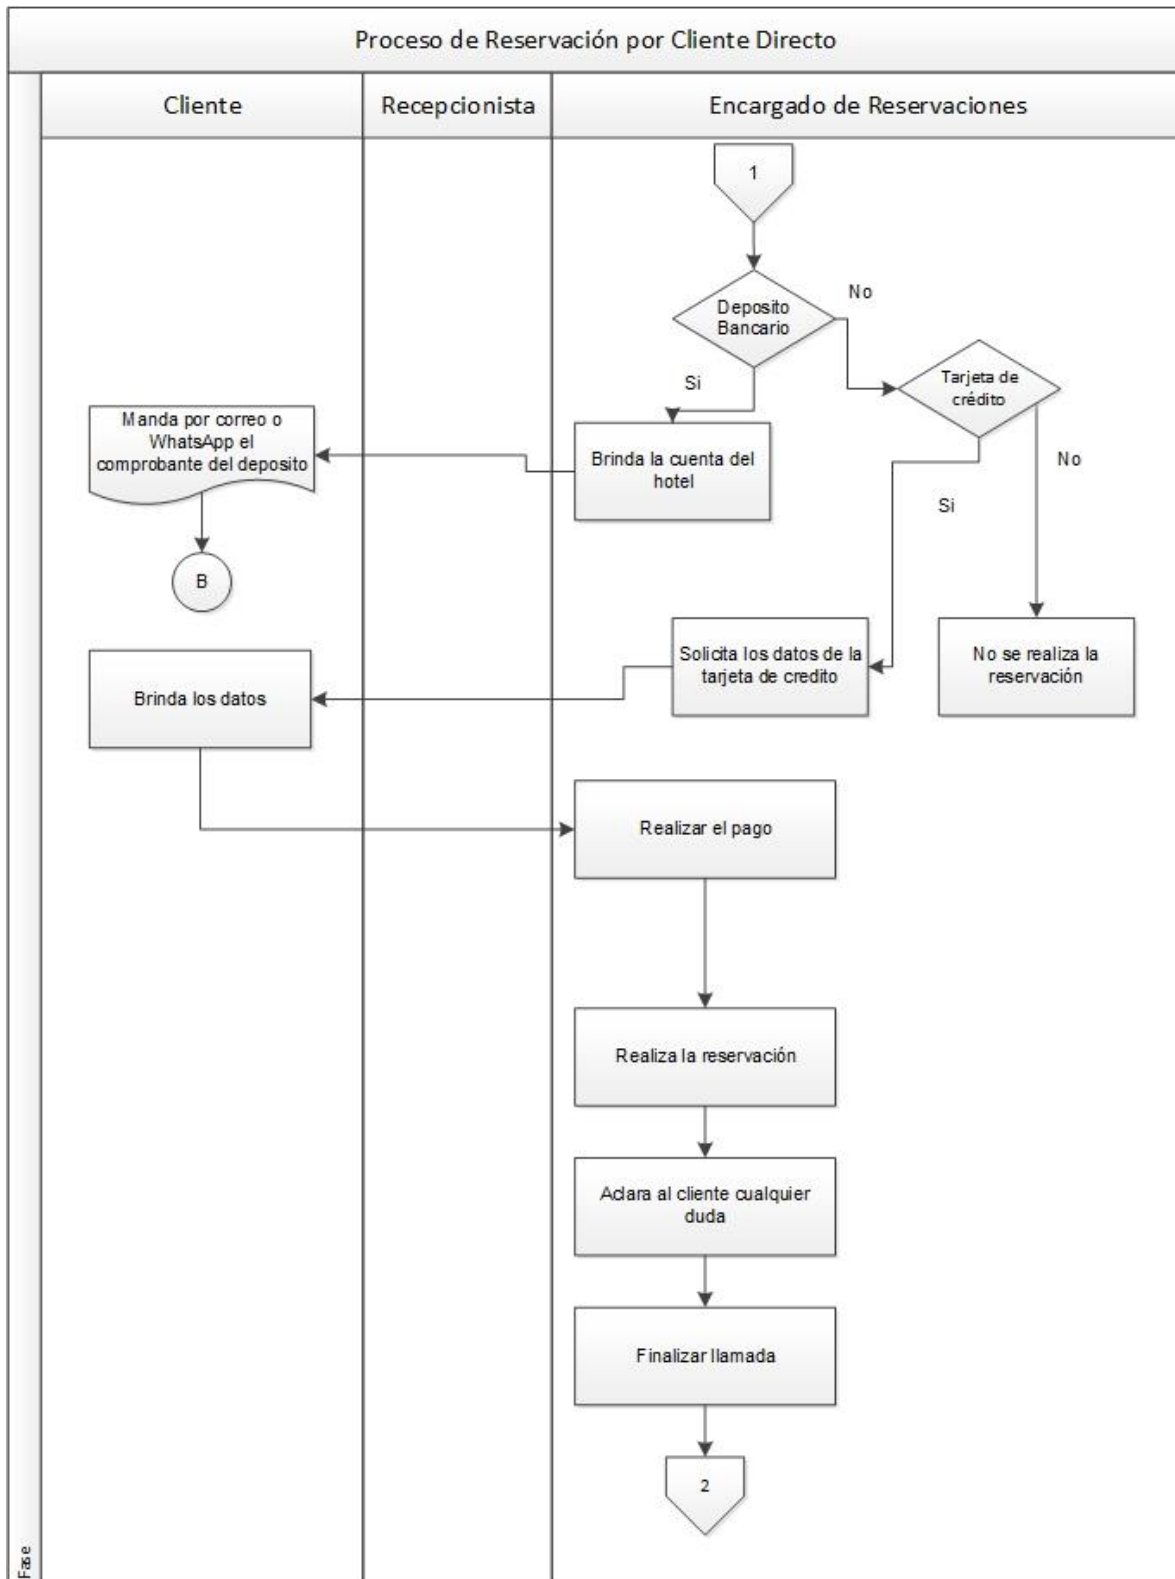 Proceso de Reservación por Cliente Directo
Cliente
Recepcionista
Encargado de Reservaciones
1
Deposito
Bancario
No
Si
Tarjeta de
crédito
Manda por correo o
WhatsApp el
comprobante del deposito
Brinda la cuenta del
hotel
No
Si
B
Solicita los datos de la
tarjeta de credito
No se realiza la
reservación
Brinda los datos
Realizar el pago
Realiza la reservación
Aclara al cliente cualquier
duda
Finalizar llamada
2
Fase